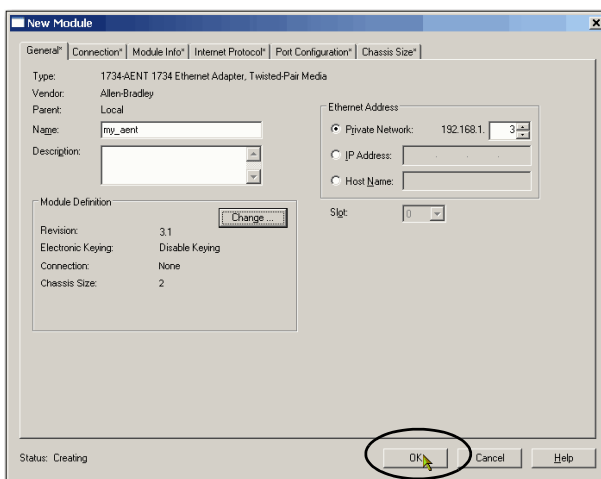 New Module
General* Connection* Module Info* Internet Protocol* Port Configuration* Chassis Size*
Type: 1734-AENT 1734 Ethernet Adapter, Twisted-Pair Media
Vendor: Allen-Bradley
Parent: Local
Name: my_aent
Description:
Ethernet Address
Private Network: 192.168.1. 3
IP Address: . . .
Host Name:
Slot: 0
Module Definition
Change ...
Revision: 3.1
Electronic Keying: Disable Keying
Connection: None
Chassis Size: 2
Status: Creating
OK Cancel Help